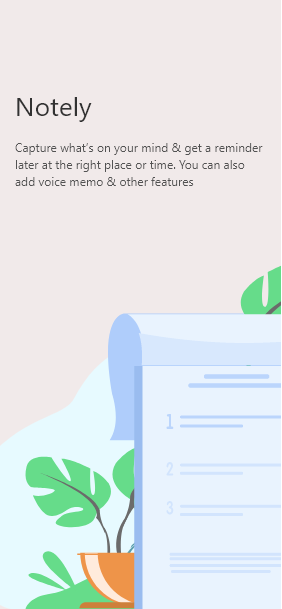 Notely
Capture what's on your mind & get a reminder
later at the right place or time. You can also
add voice memo & other features
1
2
3